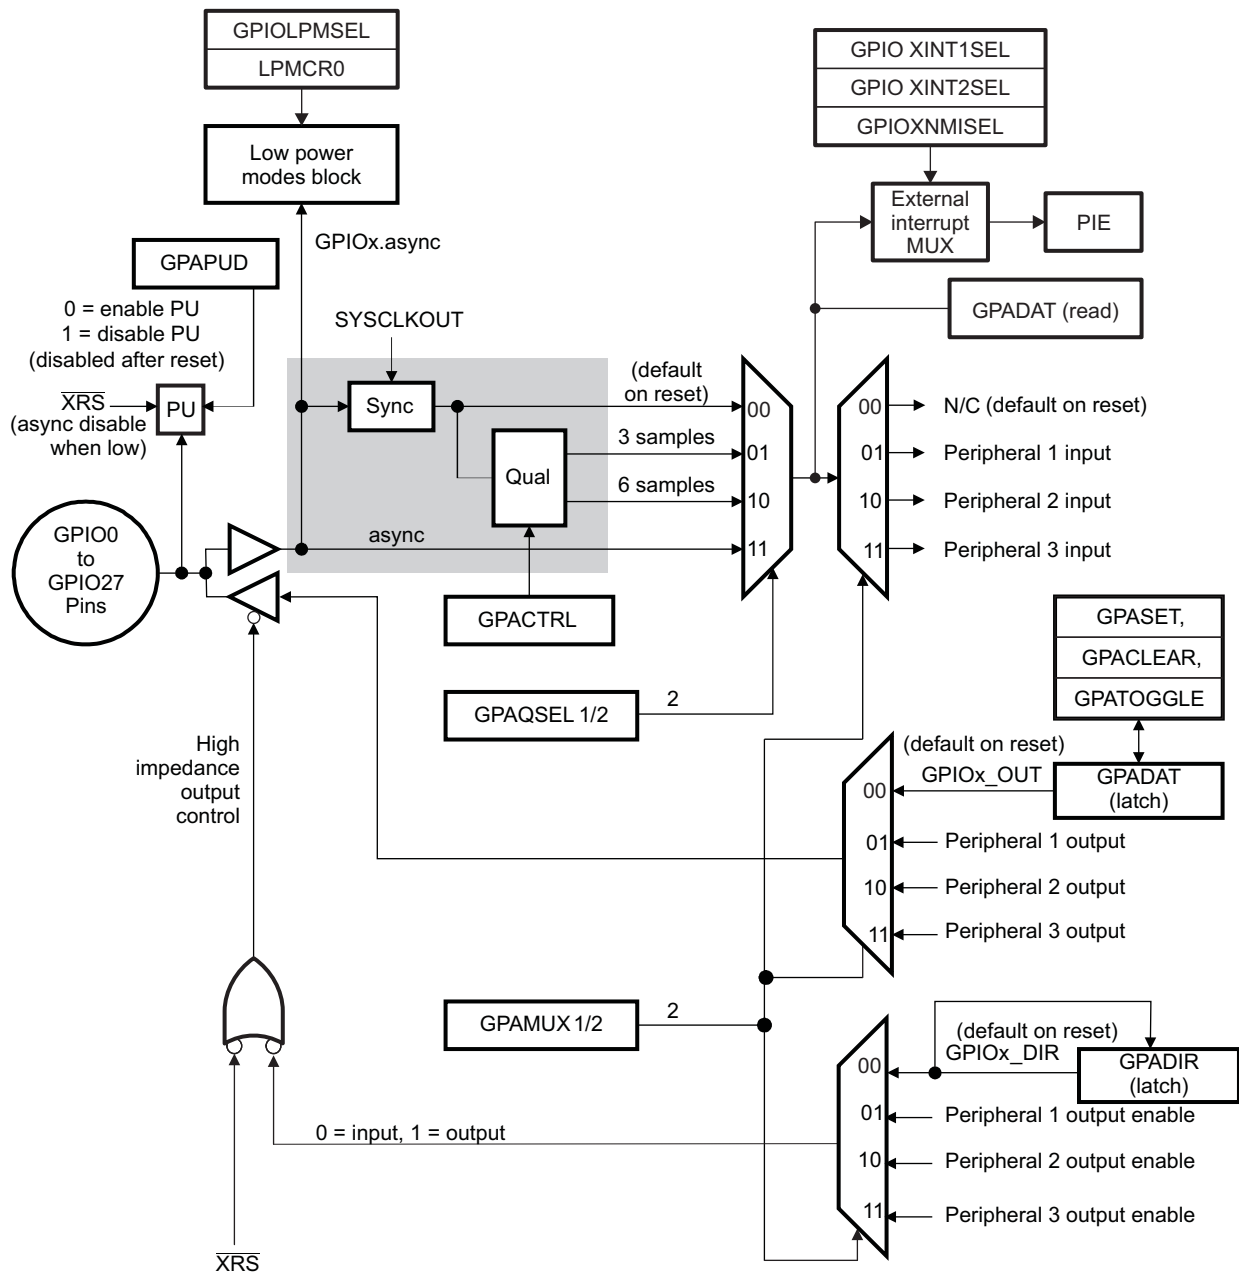 GPIOLPMSEL
LPMCR0
Low power
modes block
GPIOx.async
GPIO XINT1SEL
GPIO XINT2SEL
GPIOXNMISEL
External
interrupt
MUX
PIE
GPADAT (read)
GPAPUD
0 = enable PU
1 = disable PU
(disabled after reset)
XRS
(async disable
when low)
PU
SYSCLKOUT
Sync
Qual
(default
on reset)
3 samples
6 samples
async
00
01
10
11
00
01
10
11
N/C (default on reset)
Peripheral 1 input
Peripheral 2 input
Peripheral 3 input
GPIO0
to
GPIO27
Pins
GPACTRL
GPAQSEL 1/2
2
GPASET,
GPACLEAR,
GPATOGGLE
High
impedance
output
control
(default on reset)
GPIOx_OUT
GPADAT
(latch)
00
01
10
11
Peripheral 1 output
Peripheral 2 output
Peripheral 3 output
GPAMUX 1/2
2
(default on reset)
GPIOx_DIR
GPADIR
(latch)
00
01
10
11
Peripheral 1 output enable
Peripheral 2 output enable
Peripheral 3 output enable
0 = input, 1 = output
XRS